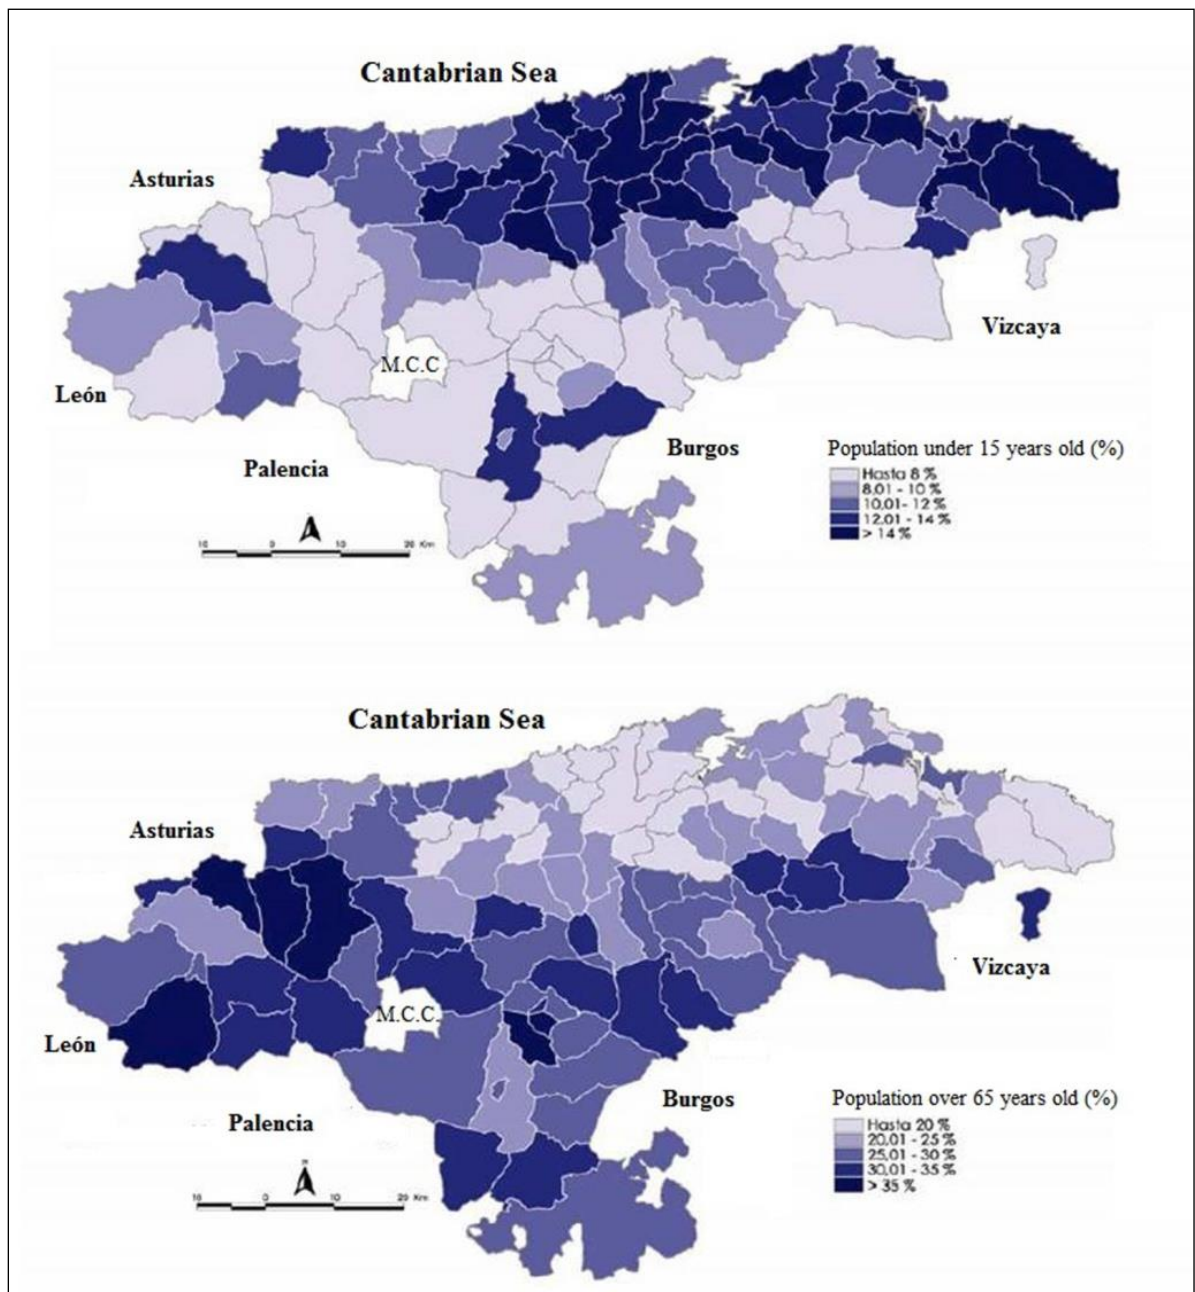 Cantabrian Sea
Asturias
Vizcaya
M.C.C
León
Burgos
Palencia
Population under 15 years old (%)
Hasta 8 %
8,01 - 10 %
10,01- 12 %
12,01 - 14 %
> 14 %
10 0 10 20 Km
Cantabrian Sea
Asturias
Vizcaya
M.C.C.
León
Burgos
Palencia
Population over 65 years old (%)
Hasta 20 %
20,01 - 25 %
25,01 - 30 %
30,01 - 35 %
> 35 %
10 0 10 20 Km